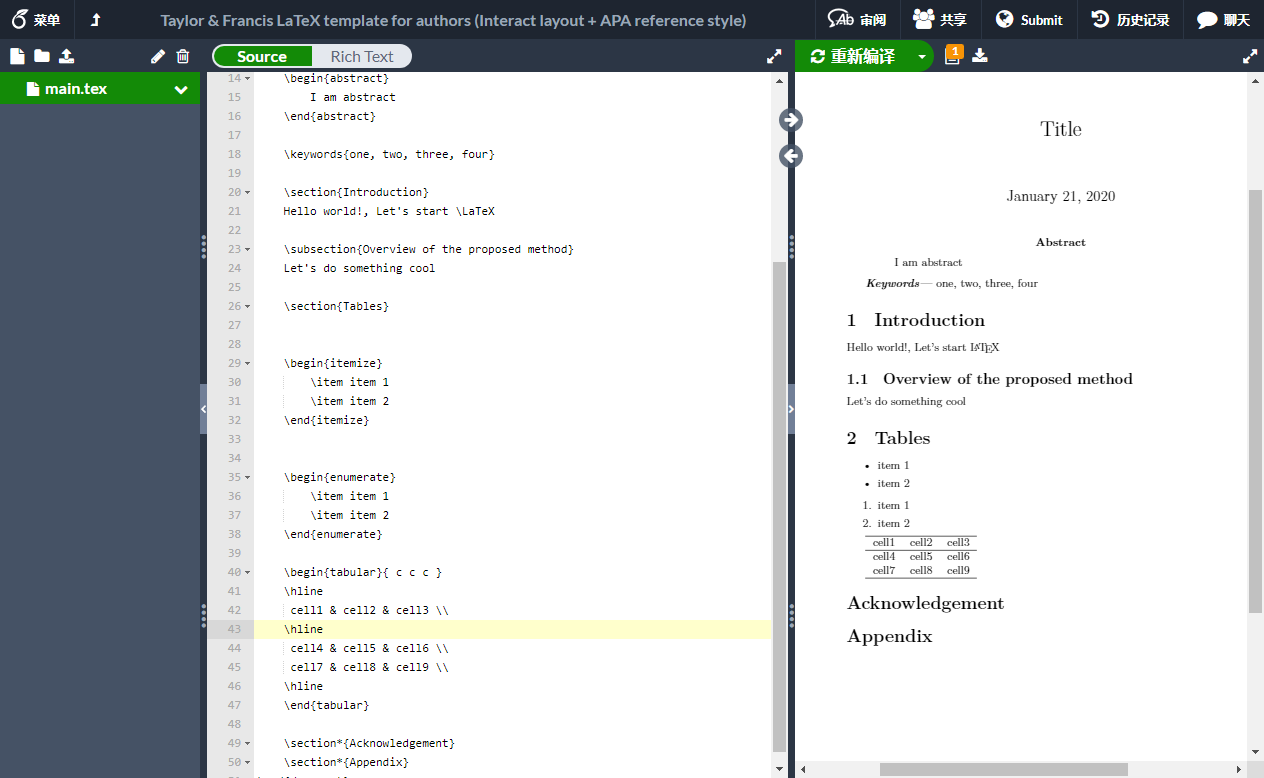 菜单
Taylor & Francis LaTeX template for authors (Interact layout + APA reference style)
Ab 审阅
共享
Submit
历史记录
聊天
Source
Rich Text
重新编译
1
main.tex
14 \begin{abstract}
15 I am abstract
16 \end{abstract}
17
18 \keywords{one, two, three, four}
19
20 \section{Introduction}
21 Hello world!, Let's start \LaTeX
22
23 \subsection{Overview of the proposed method}
24 Let's do something cool
25
26 \section{Tables}
27
28
29 \begin{itemize}
30 \item item 1
31 \item item 2
32 \end{itemize}
33
34
35 \begin{enumerate}
36 \item item 1
37 \item item 2
38 \end{enumerate}
39
40 \begin{tabular}{ c c c }
41 \hline
42 cell1 & cell2 & cell3 \\
43 \hline
44 cell4 & cell5 & cell6 \\
45 cell7 & cell8 & cell9 \\
46 \hline
47 \end{tabular}
48
49 \section*{Acknowledgement}
50 \section*{Appendix}
Title
January 21, 2020
Abstract
I am abstract
Keywords— one, two, three, four
1 Introduction
Hello world!, Let's start LATEX
1.1 Overview of the proposed method
Let's do something cool
2 Tables
• item 1
• item 2
1. item 1
2. item 2
cell1 cell2 cell3
cell4 cell5 cell6
cell7 cell8 cell9
Acknowledgement
Appendix